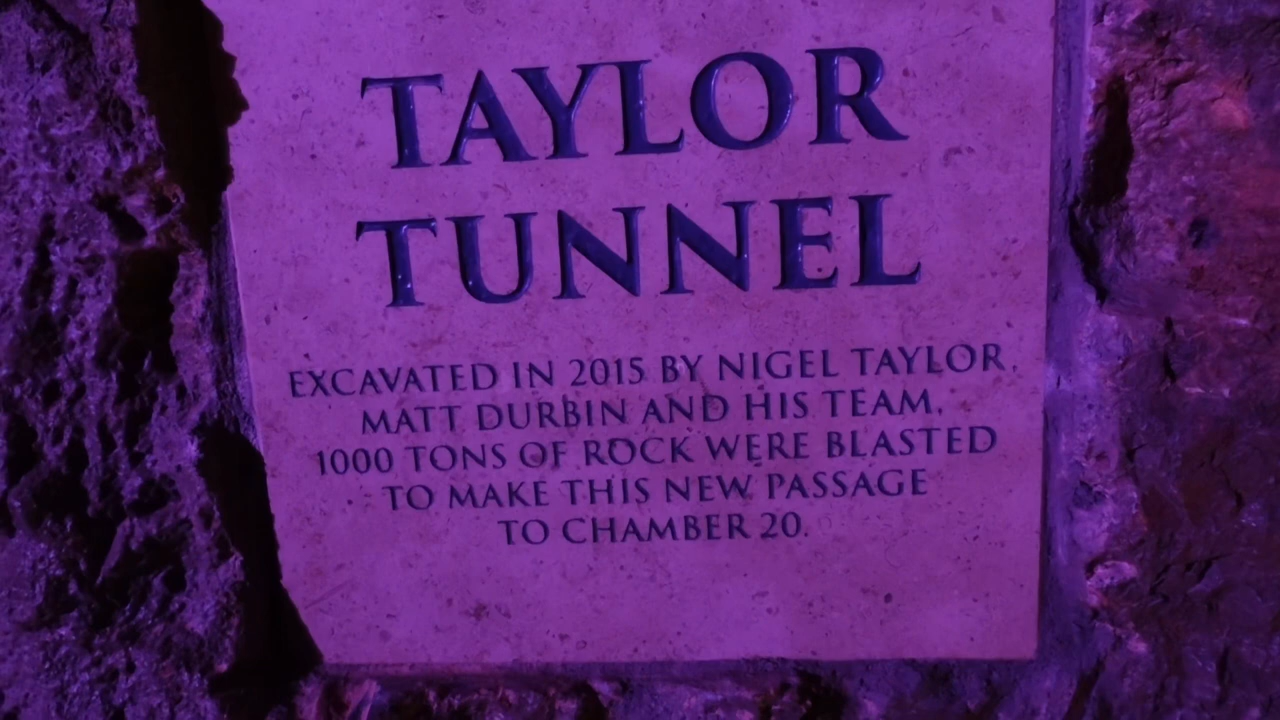 TAYLOR
TUNNEL
EXCAVATED IN 2015 BY NIGEL TAYLOR,
MATT DURBIN AND HIS TEAM.
1000 TONS OF ROCK WERE BLASTED
TO MAKE THIS NEW PASSAGE
TO CHAMBER 20.